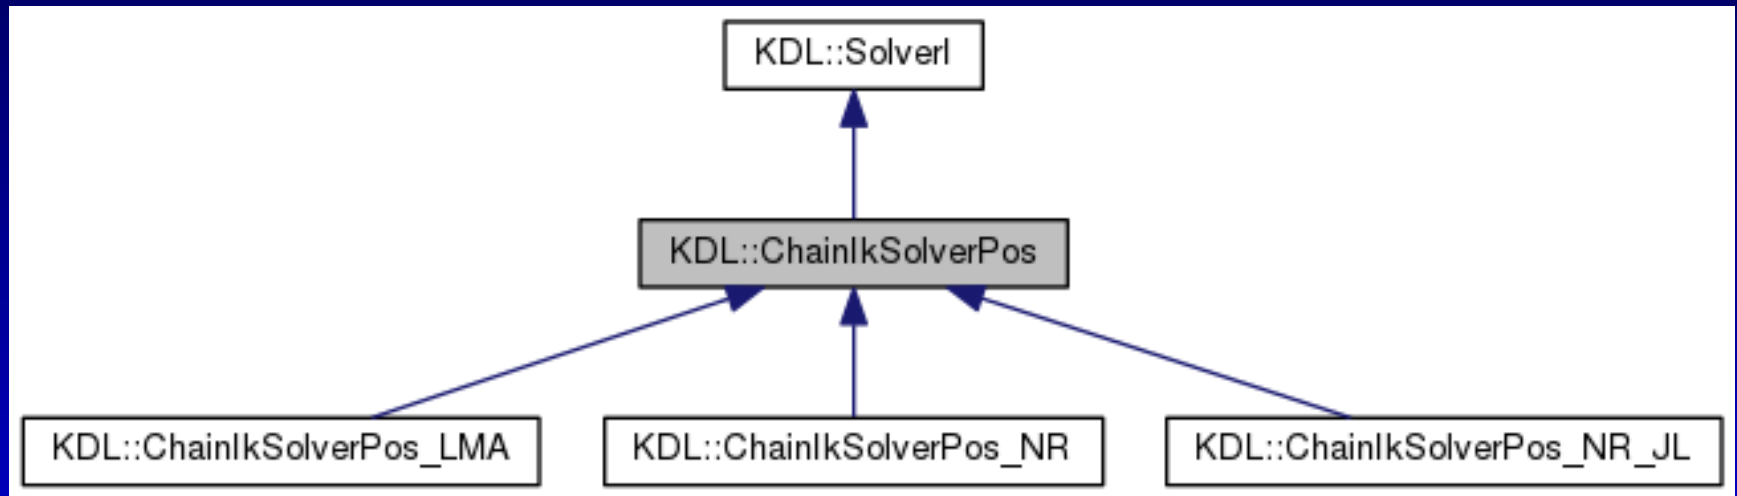 KDL::SolverI
KDL::ChainIkSolverPos
KDL::ChainIkSolverPos_LMA
KDL::ChainIkSolverPos_NR
KDL::ChainIkSolverPos_NR_JL